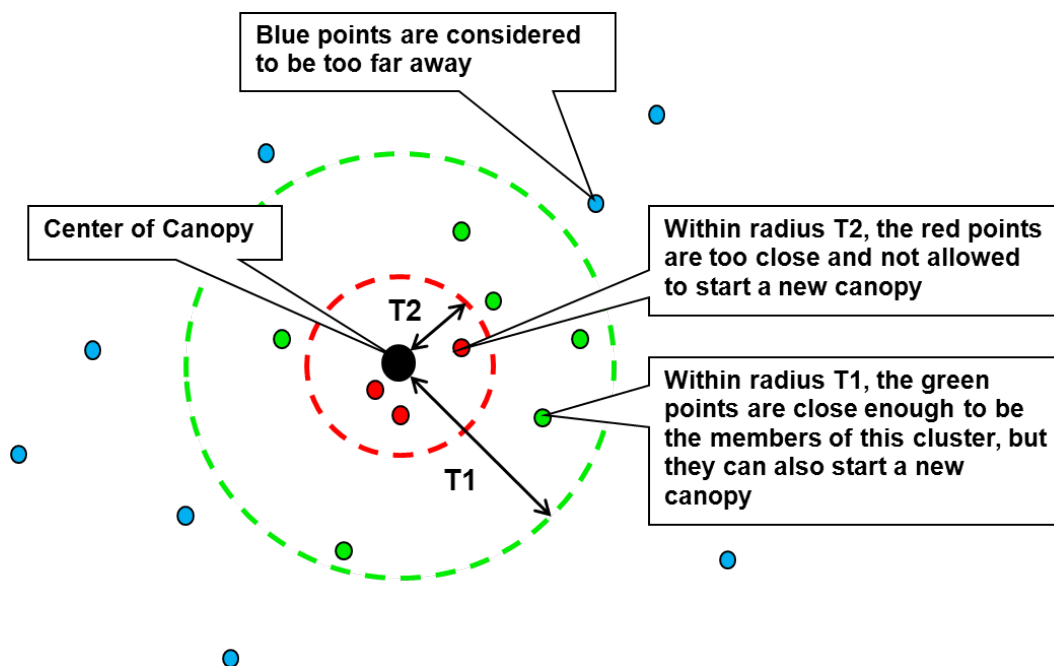 Blue points are considered
to be too far away
Center of Canopy
Within radius T2, the red points
are too close and not allowed
to start a new canopy
T2
Within radius T1, the green
points are close enough to be
the members of this cluster, but
they can also start a new
canopy
T1